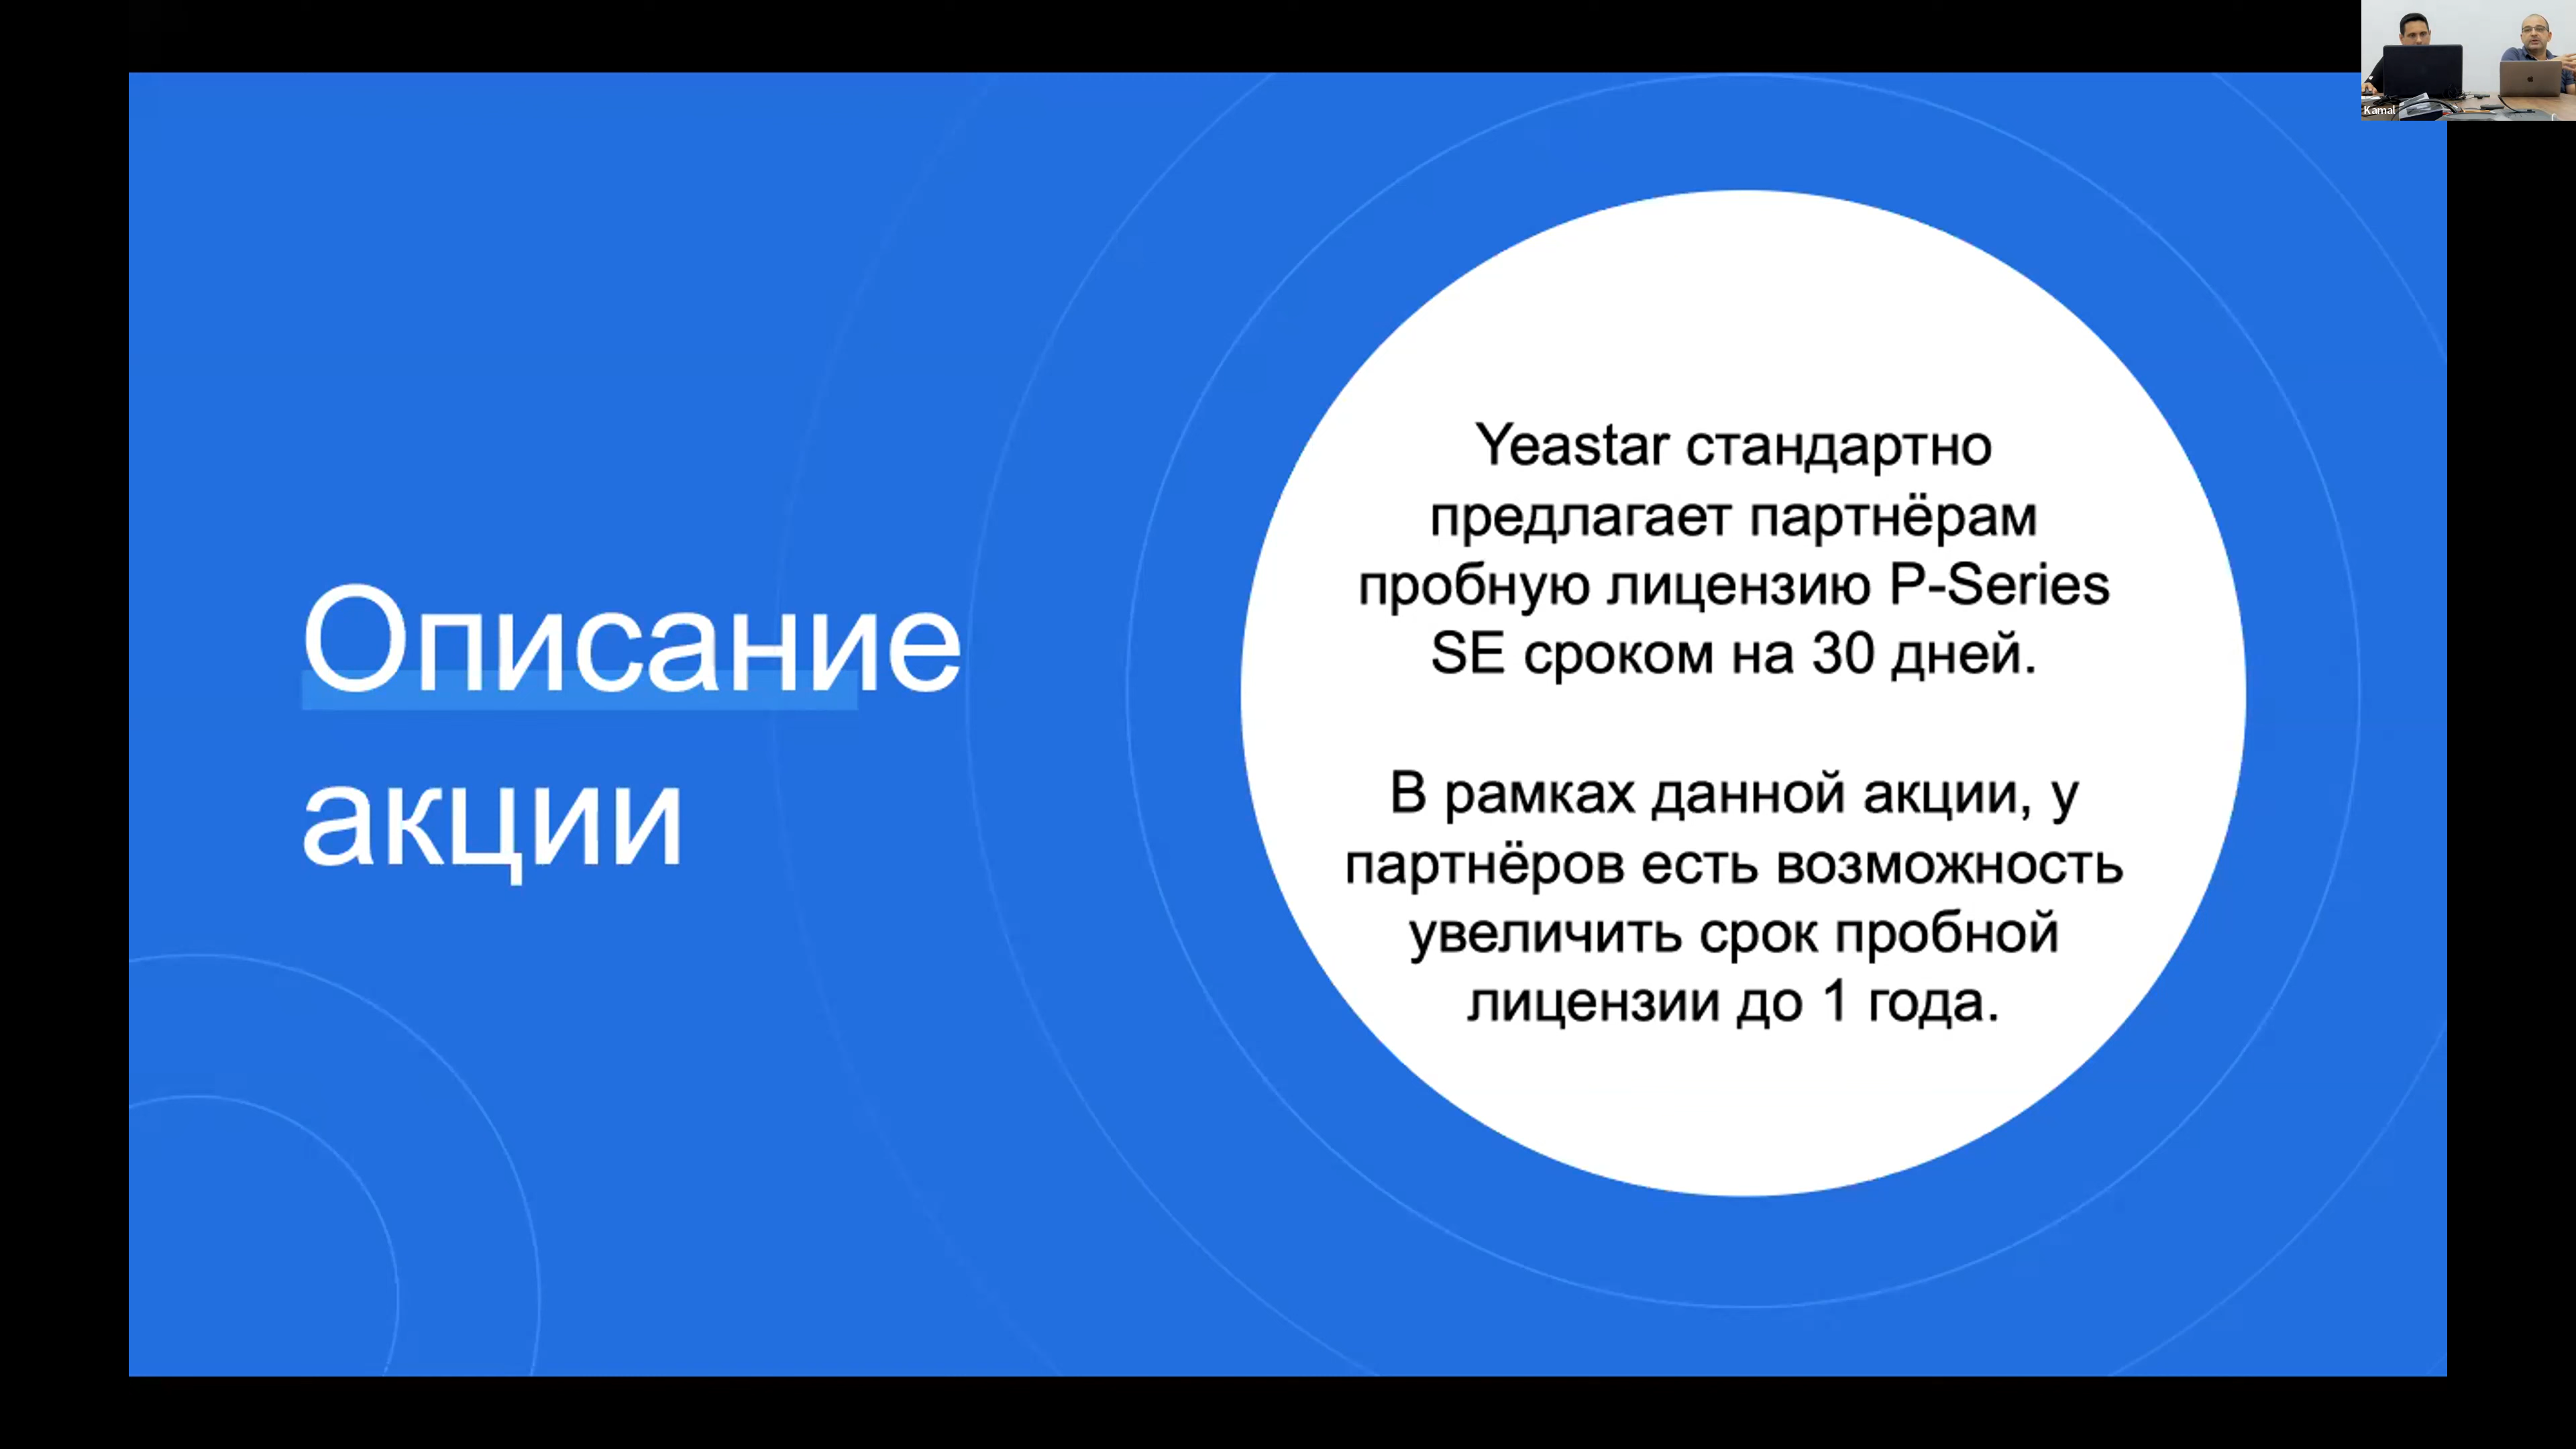 Kamal
Описание
акции
Yeastar стандартно
предлагает партнёрам
пробную лицензию P-Series
SE сроком на 30 дней.
В рамках данной акции, у
партнёров есть возможность
увеличить срок пробной
лицензии до 1 года.